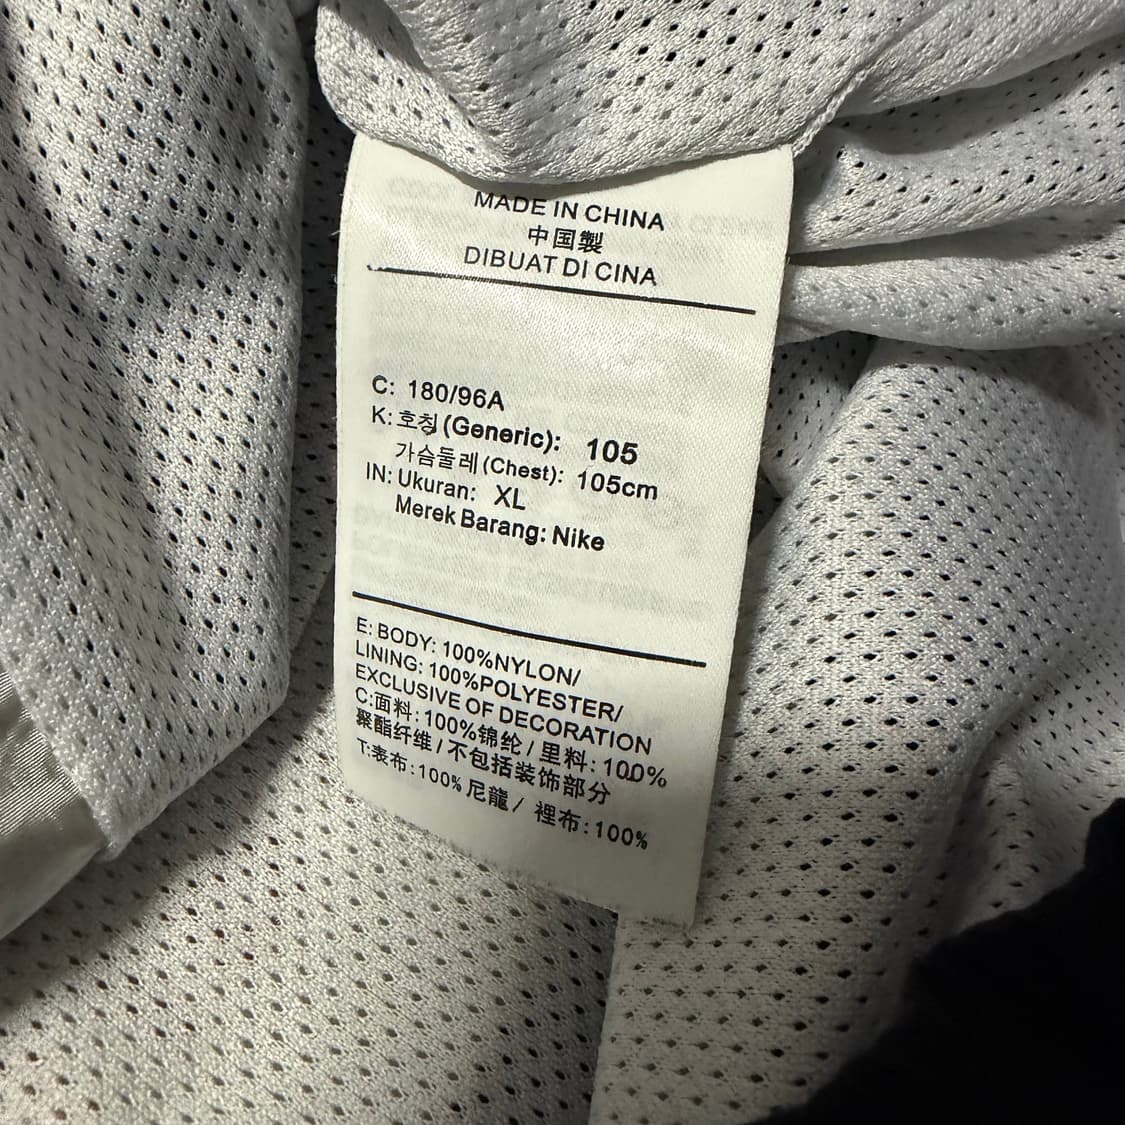 MADE IN CHINA
中国製
DIBUAT DI CINA
C: 180/96A
K: 호칭 (Generic): 105
가슴둘레 (Chest): 105cm
IN: Ukuran: XL
Merek Barang: Nike
E: BODY: 100%NYLON/
LINING: 100%POLYESTER/
EXCLUSIVE OF DECORATION
C:面料:100%锦纶/里料:100%
聚酯纤维/不包括装饰部分
T:表布:100%尼龍/ 裡布:100%